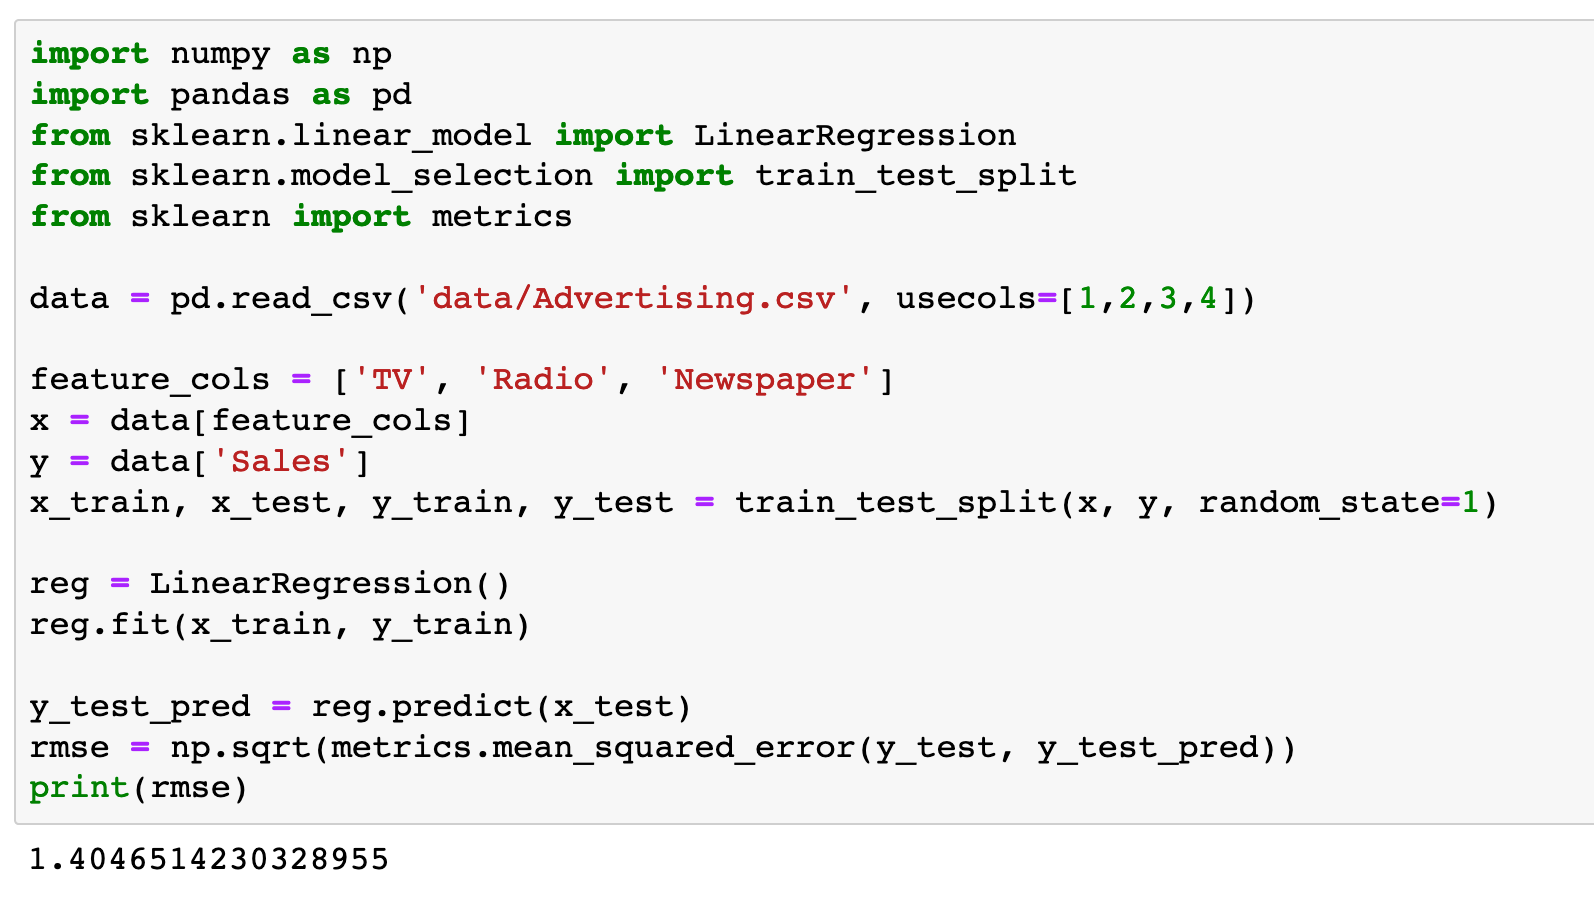 import numpy as np
import pandas as pd
from sklearn.linear_model import LinearRegression
from sklearn.model_selection import train_test_split
from sklearn import metrics
data = pd.read_csv('data/Advertising.csv', usecols=[1,2,3,4])
feature_cols = ['TV', 'Radio', 'Newspaper']
x = data[feature_cols]
y = data['Sales']
x_train, x_test, y_train, y_test = train_test_split(x, y, random_state=1)
reg = LinearRegression()
reg.fit(x_train, y_train)
y_test_pred = reg.predict(x_test)
rmse = np.sqrt(metrics.mean_squared_error(y_test, y_test_pred))
print(rmse)
1.4046514230328955